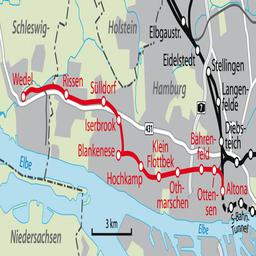 Schleswig-
Holstein
Elbgaustr.
Eidelstedt
Stellingen
Wedel
Rissen
Sülldorf
Hamburg
Langen-
felde
7
Iserbrook
431
Diebs-
teich
Blankenese
Klein
Flottbek
Bahren-
feld
Elbe
Hochkamp
Oth-
marschen
Otten-
sen
Altona
3 km
Elbe
S-Bahn-
Tunnel
Niedersachsen